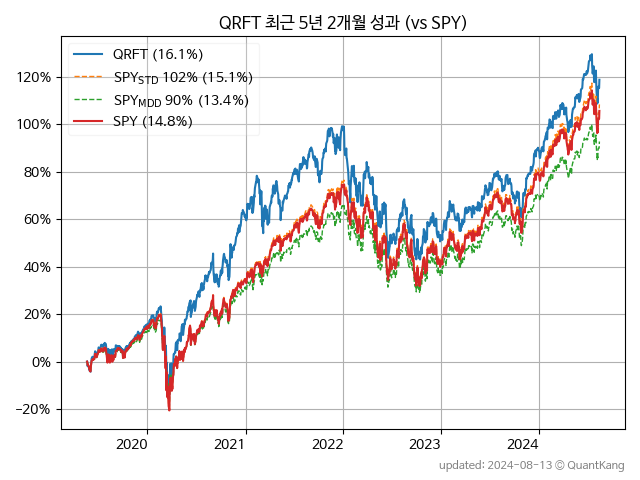 QRFT 최근 5년 2개월 성과 (vs SPY)
QRFT (16.1%)
SPY_STD 102% (15.1%)
SPY_MDD 90% (13.4%)
SPY (14.8%)
120%
100%
80%
60%
40%
20%
0%
−20%
2020 2021 2022 2023 2024
updated: 2024-08-13 © QuantKang